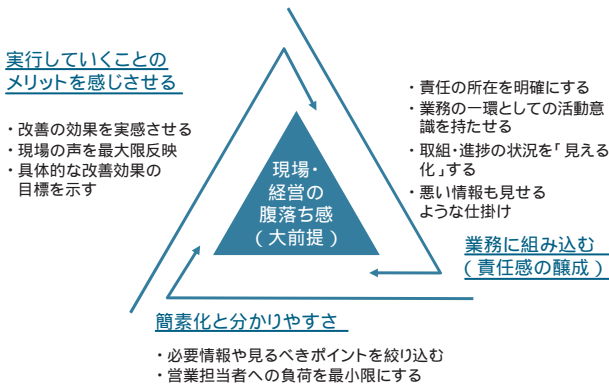 実行していくことの
メリットを感じさせる
・改善の効果を実感させる
・現場の声を最大限反映
・具体的な改善効果の
目標を示す
・責任の所在を明確にする
・業務の一環としての活動意
識を持たせる
・取組・進捗の状況を「見える
化」する
・悪い情報も見せる
ような仕掛け
現場・
経営の
腹落ち感
(大前提)
業務に組み込む
(責任感の醸成)
簡素化と分かりやすさ
・必要情報や見るべきポイントを絞り込む
・営業担当者への負荷を最小限にする